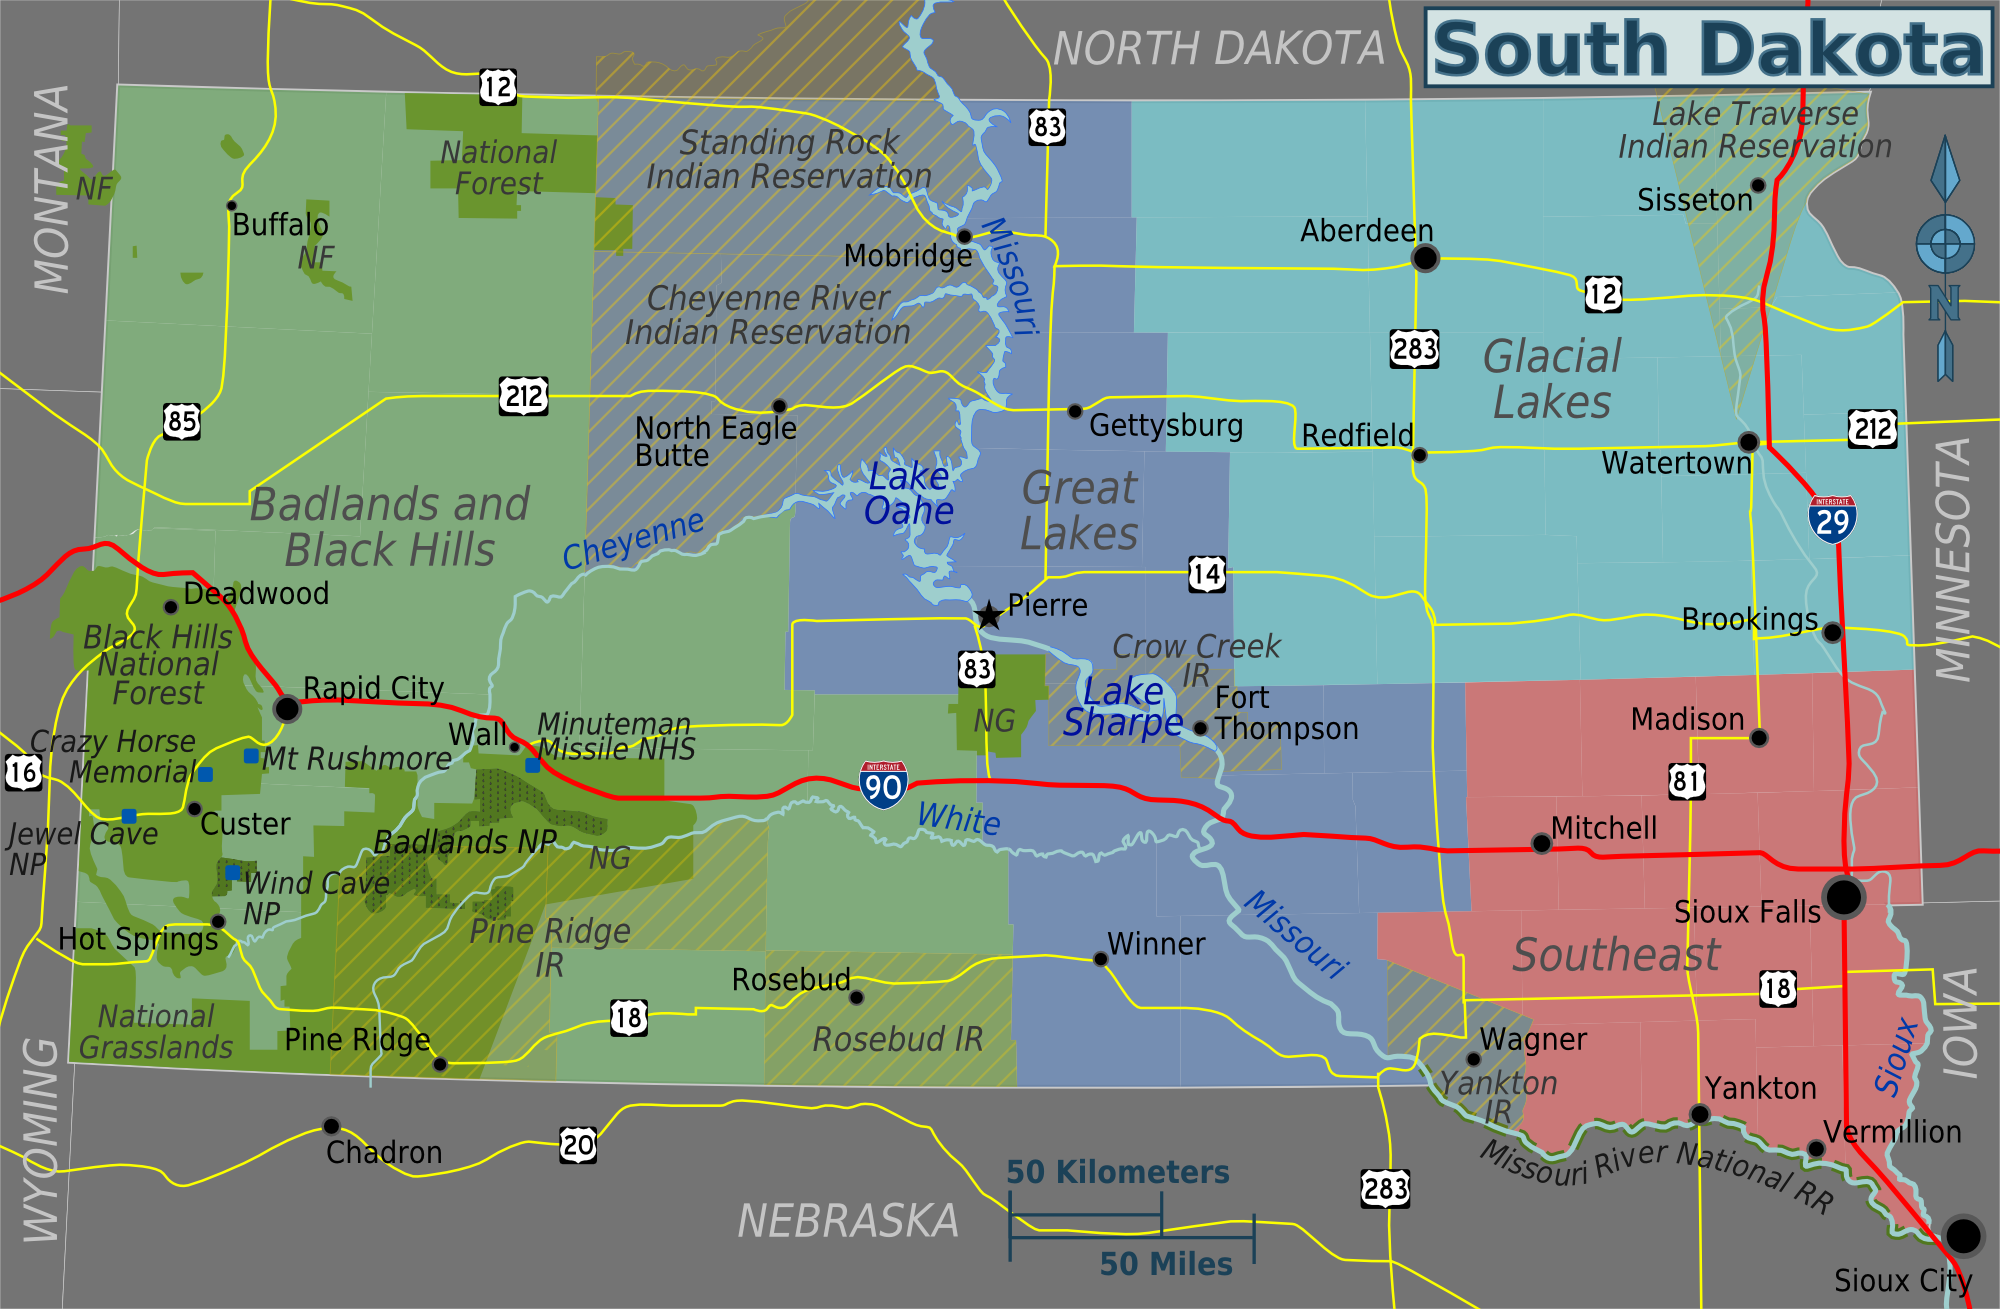 South Dakota
NORTH DAKOTA
MONTANA
12
83
Lake Traverse
Indian Reservation
Standing Rock
Indian Reservation
National
Forest
NF
Sisseton
Buffalo
NF
Aberdeen
Mobridge
Missouri
Cheyenne River
Indian Reservation
12
N
283
Glacial
Lakes
212
85
North Eagle
Butte
Gettysburg
Redfield
212
Watertown
MINNESOTA
Lake
Oahe
Great
Lakes
Badlands and
Black Hills
INTERSTATE
29
Cheyenne
14
Deadwood
Pierre
Brookings
Black Hills
National
Forest
Crow Creek
IR
83
Rapid City
Lake
Sharpe
Fort
Thompson
NG
Madison
Wall
Minuteman
Missile NHS
Crazy Horse
Memorial
Mt Rushmore
16
81
INTERSTATE
90
White
Custer
Jewel Cave
NP
Badlands NP
NG
Mitchell
Wind Cave
NP
Hot Springs
Pine Ridge
IR
Winner
Missouri
Sioux Falls
Southeast
Rosebud
18
18
IOWA
National
Grasslands
Pine Ridge
Rosebud IR
Wagner
Sioux
WYOMING
Yankton
IR
Yankton
Vermillion
Chadron
20
Missouri River National RR
50 Kilometers
283
NEBRASKA
50 Miles
Sioux City